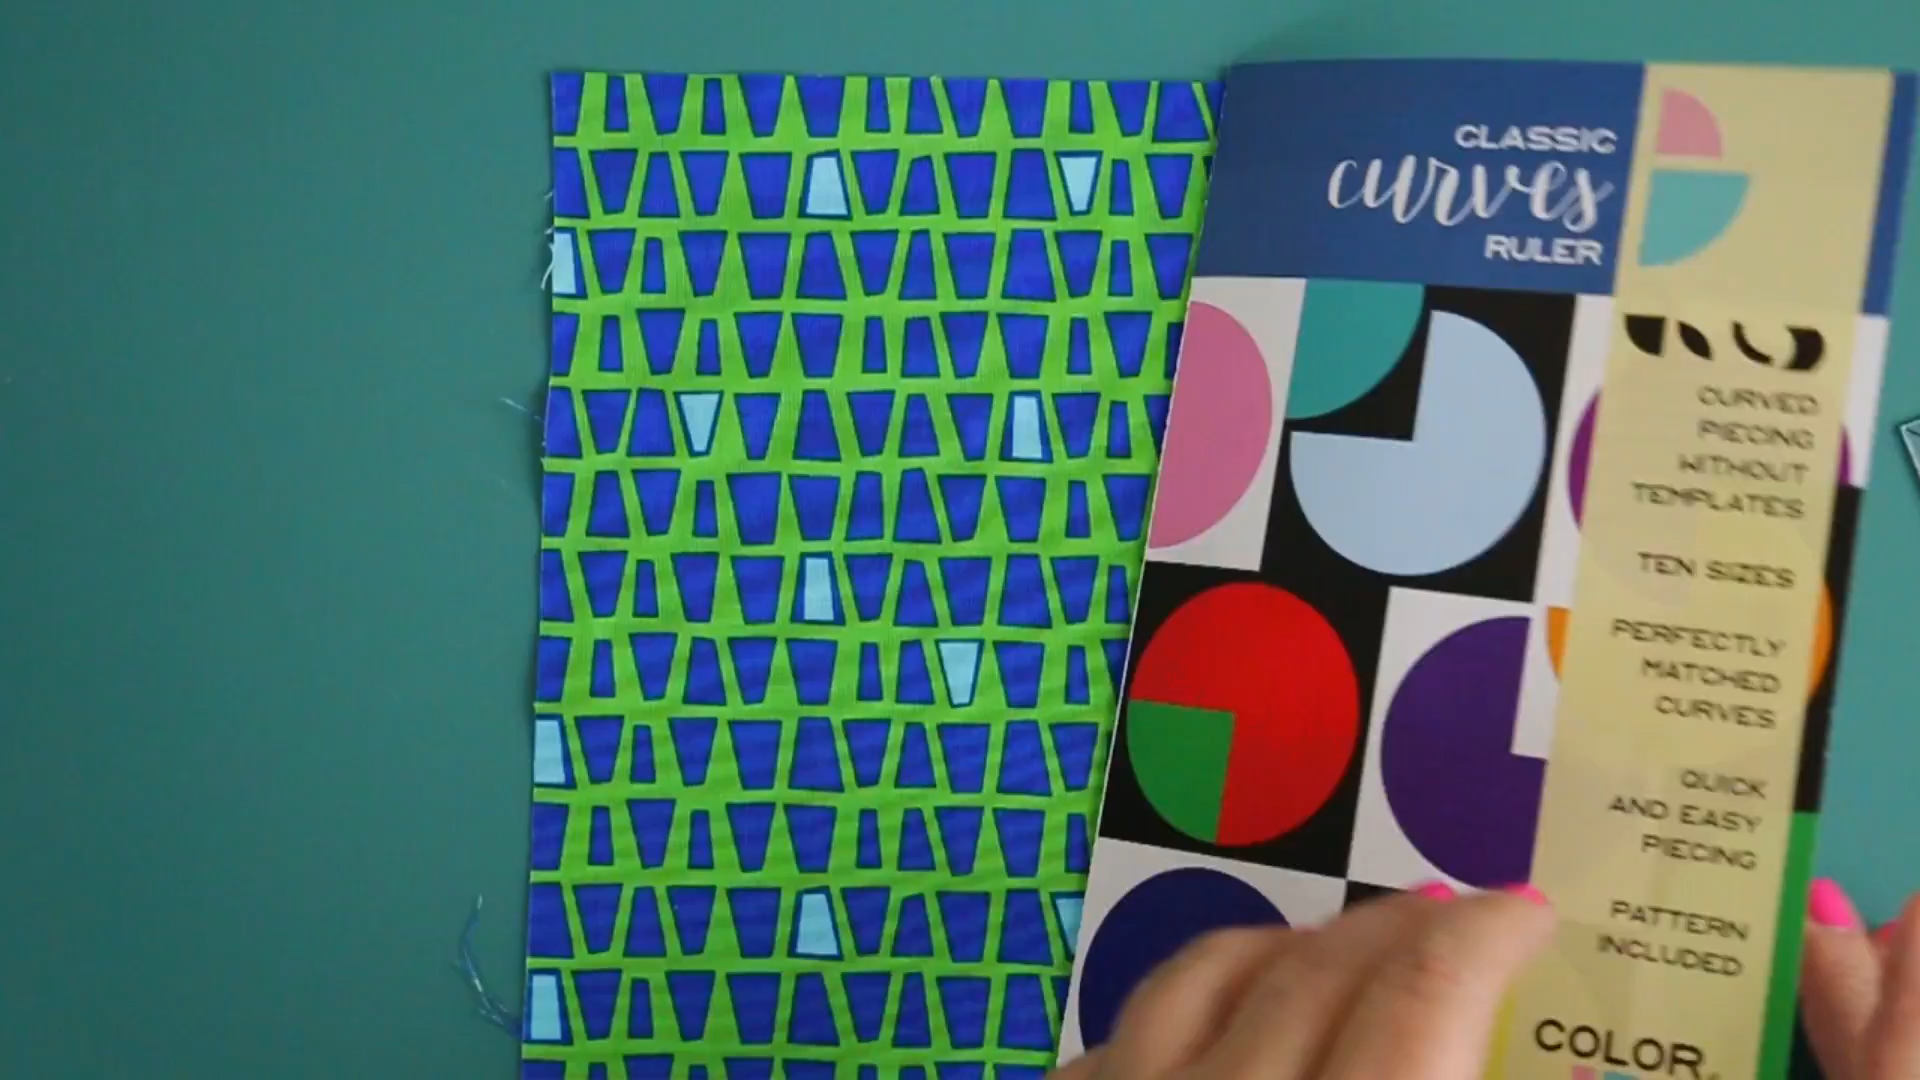 CLASSIC
curves
RULER
CURVED
PIECING
WITHOUT
TEMPLATES
TEN SIZES
PERFECTLY
MATCHED
CURVES
QUICK
AND EASY
PIECING
PATTERN
INCLUDED
COLOR